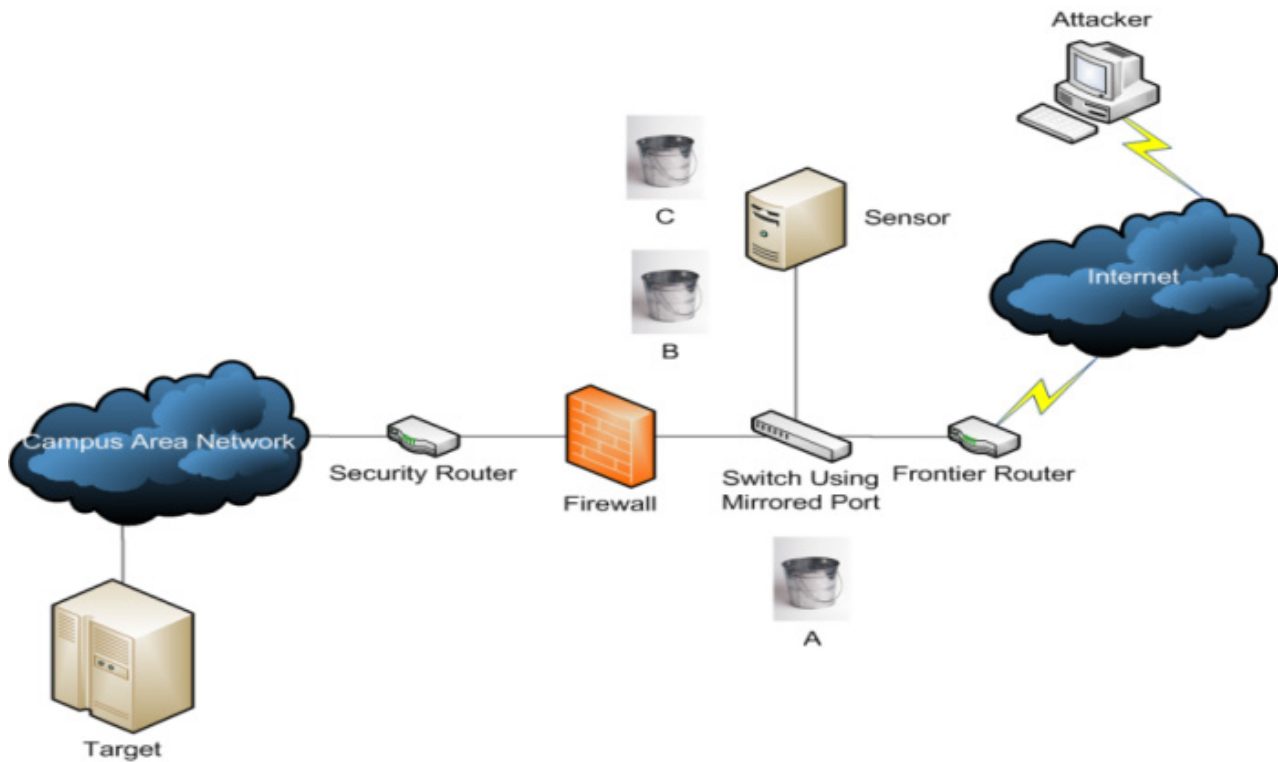 Attacker
C
Sensor
Internet
B
Campus Area Network
Security Router
Firewall
Switch Using
Mirrored Port
Frontier Router
A
Target